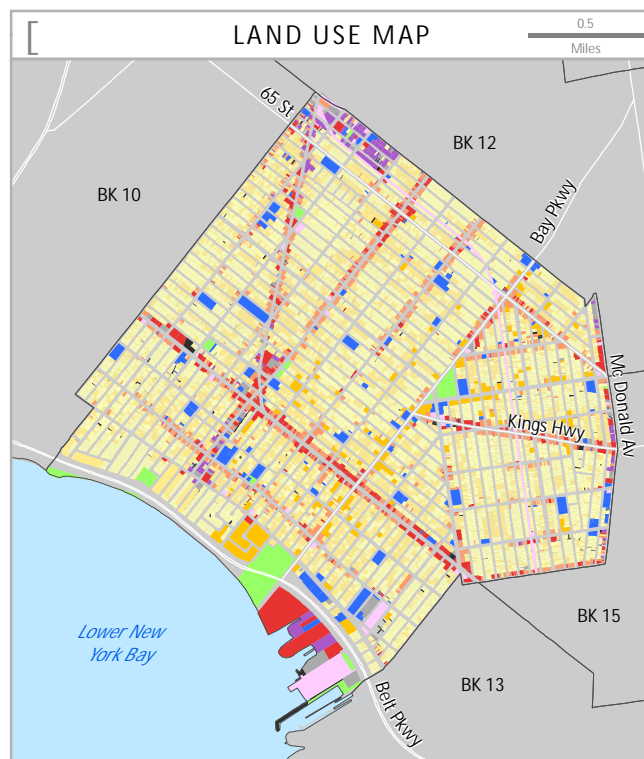 [
LAND USE MAP
0.5
Miles
65 St
BK 12
BK 10
Bay Pkwy
Mc Donald Av
Kings Hwy
BK 15
Lower New
York Bay
BK 13
Belt Pkwy